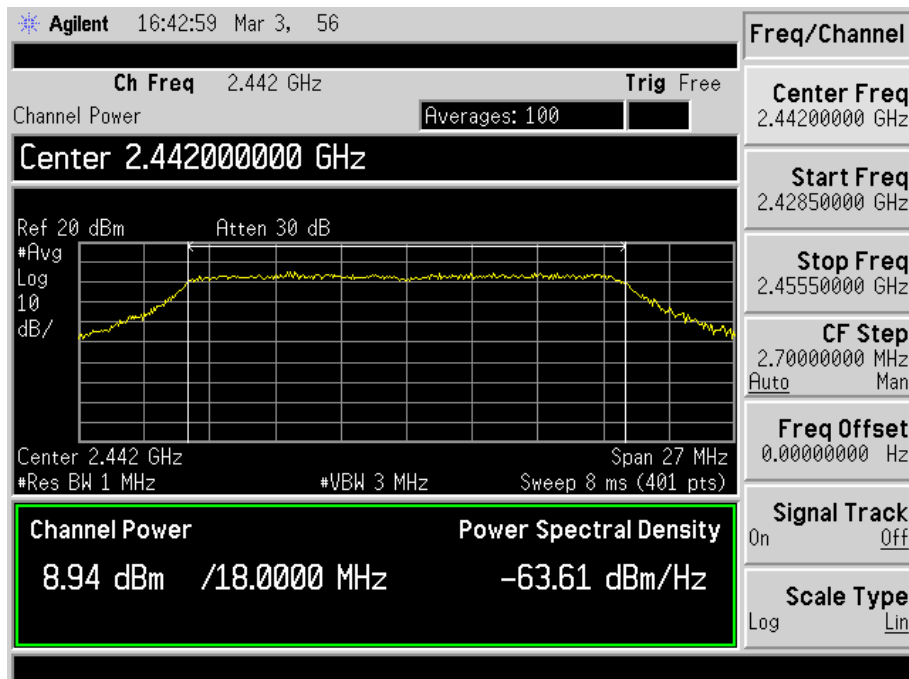 Agilent 16:42:59 Mar 3, 56
Ch Freq 2.442 GHz Trig Free
Channel Power Averages: 100
Center 2.442000000 GHz
Ref 20 dBm Atten 30 dB
#Avg
Log
10
dB/
Center 2.442 GHz Span 27 MHz
#Res BW 1 MHz #VBW 3 MHz Sweep 8 ms (401 pts)
Channel Power Power Spectral Density
8.94 dBm /18.0000 MHz -63.61 dBm/Hz
Freq/Channel
Center Freq
2.44200000 GHz
Start Freq
2.42850000 GHz
Stop Freq
2.45550000 GHz
CF Step
2.70000000 MHz
Auto Man
Freq Offset
0.00000000 Hz
Signal Track
On Off
Scale Type
Log Lin